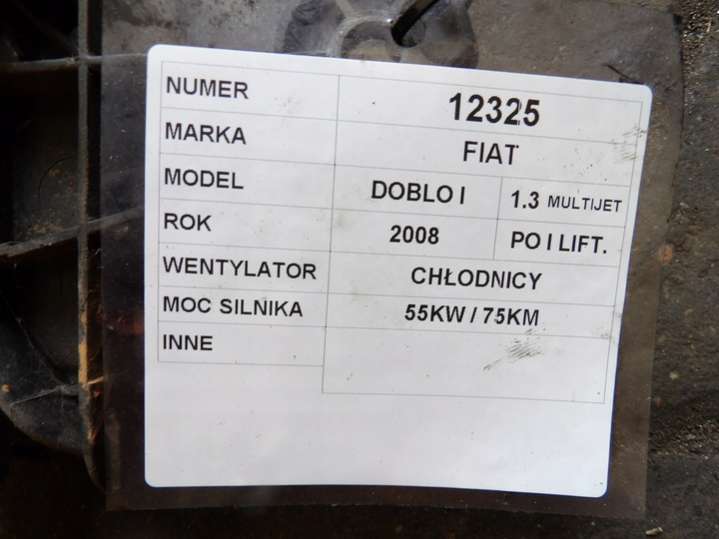 NUMER 12325
MARKA FIAT
MODEL DOBLO I 1.3 MULTIJET
ROK 2008 PO I LIFT.
WENTYLATOR CHŁODNICY
MOC SILNIKA 55KW / 75KM
INNE